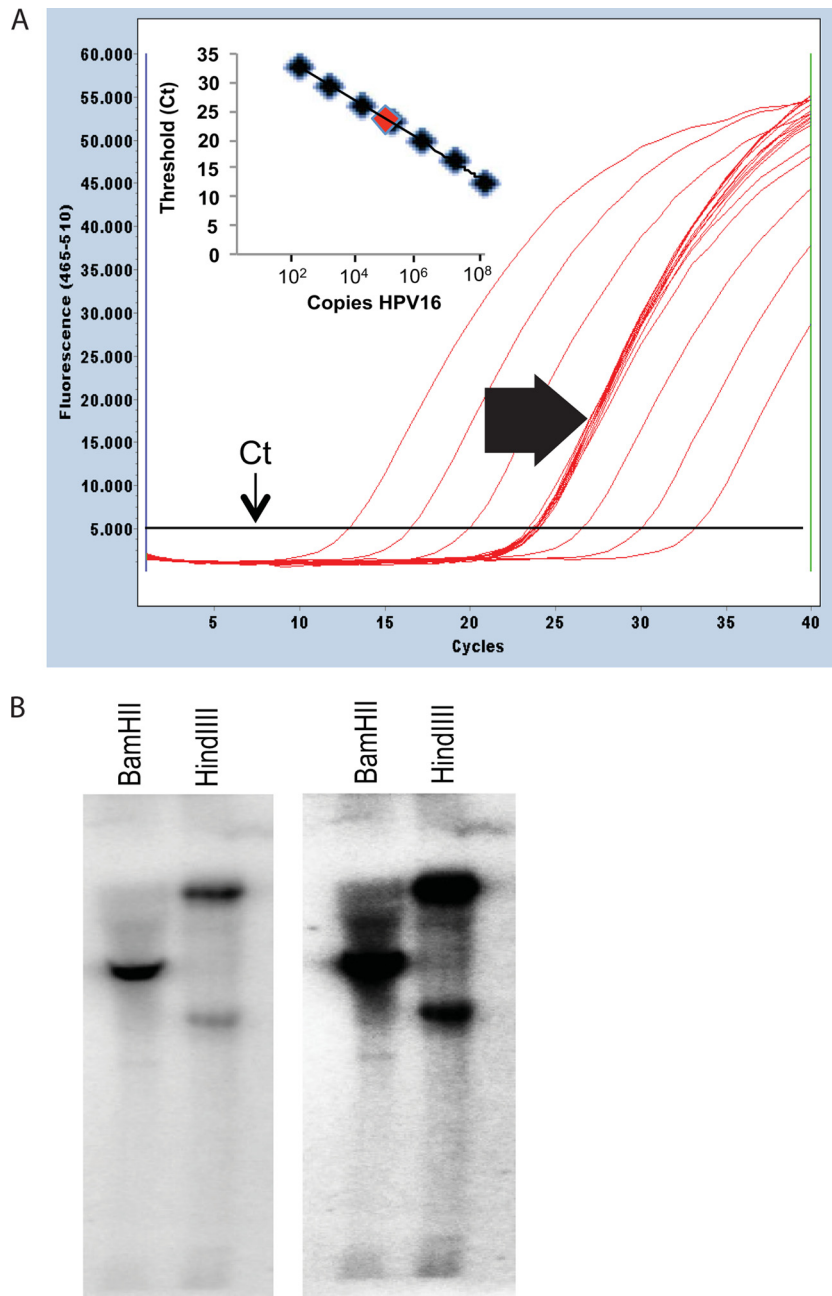 A
60.000
55.000
50.000
45.000
40.000
35.000
30.000
25.000
20.000
15.000
10.000
5.000
Fluorescence (465-510)
35
30
25
20
15
10
5
0
Threshold (Ct)
10² 10⁴ 10⁶ 10⁸
Copies HPV16
Ct
5 10 15 20 25 30 35 40
Cycles
B
BamHII HindIIII BamHII HindIIII